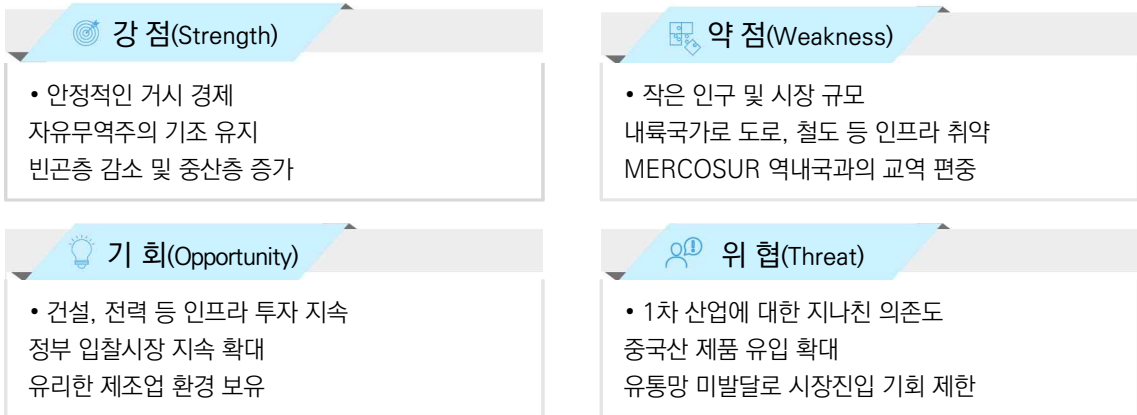 강 점(Strength)
• 안정적인 거시 경제
자유무역주의 기조 유지
빈곤층 감소 및 중산층 증가
약 점(Weakness)
• 작은 인구 및 시장 규모
내륙국가로 도로, 철도 등 인프라 취약
MERCOSUR 역내국과의 교역 편중
기 회(Opportunity)
• 건설, 전력 등 인프라 투자 지속
정부 입찰시장 지속 확대
유리한 제조업 환경 보유
위 협(Threat)
• 1차 산업에 대한 지나친 의존도
중국산 제품 유입 확대
유통망 미발달로 시장진입 기회 제한